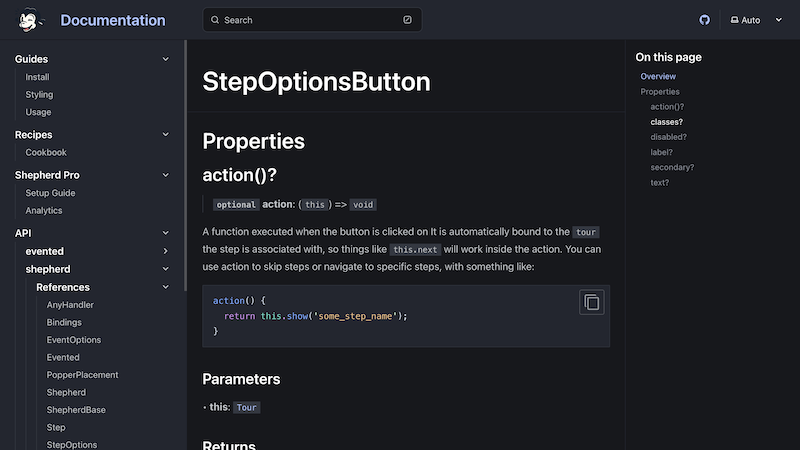 Documentation
Search
Auto
Guides
Install
Styling
Usage
Recipes
Cookbook
Shepherd Pro
Setup Guide
Analytics
API
evented
shepherd
References
AnyHandler
Bindings
EventOptions
Evented
PopperPlacement
Shepherd
ShepherdBase
Step
StepOptions
StepOptionsButton
Properties
action()?
optional action: (this) => void
A function executed when the button is clicked on It is automatically bound to the tour
the step is associated with, so things like this.next will work inside the action. You can
use action to skip steps or navigate to specific steps, with something like:
action() {
return this.show('some_step_name');
}
Parameters
• this: Tour
Returns
On this page
Overview
Properties
action()?
classes?
disabled?
label?
secondary?
text?